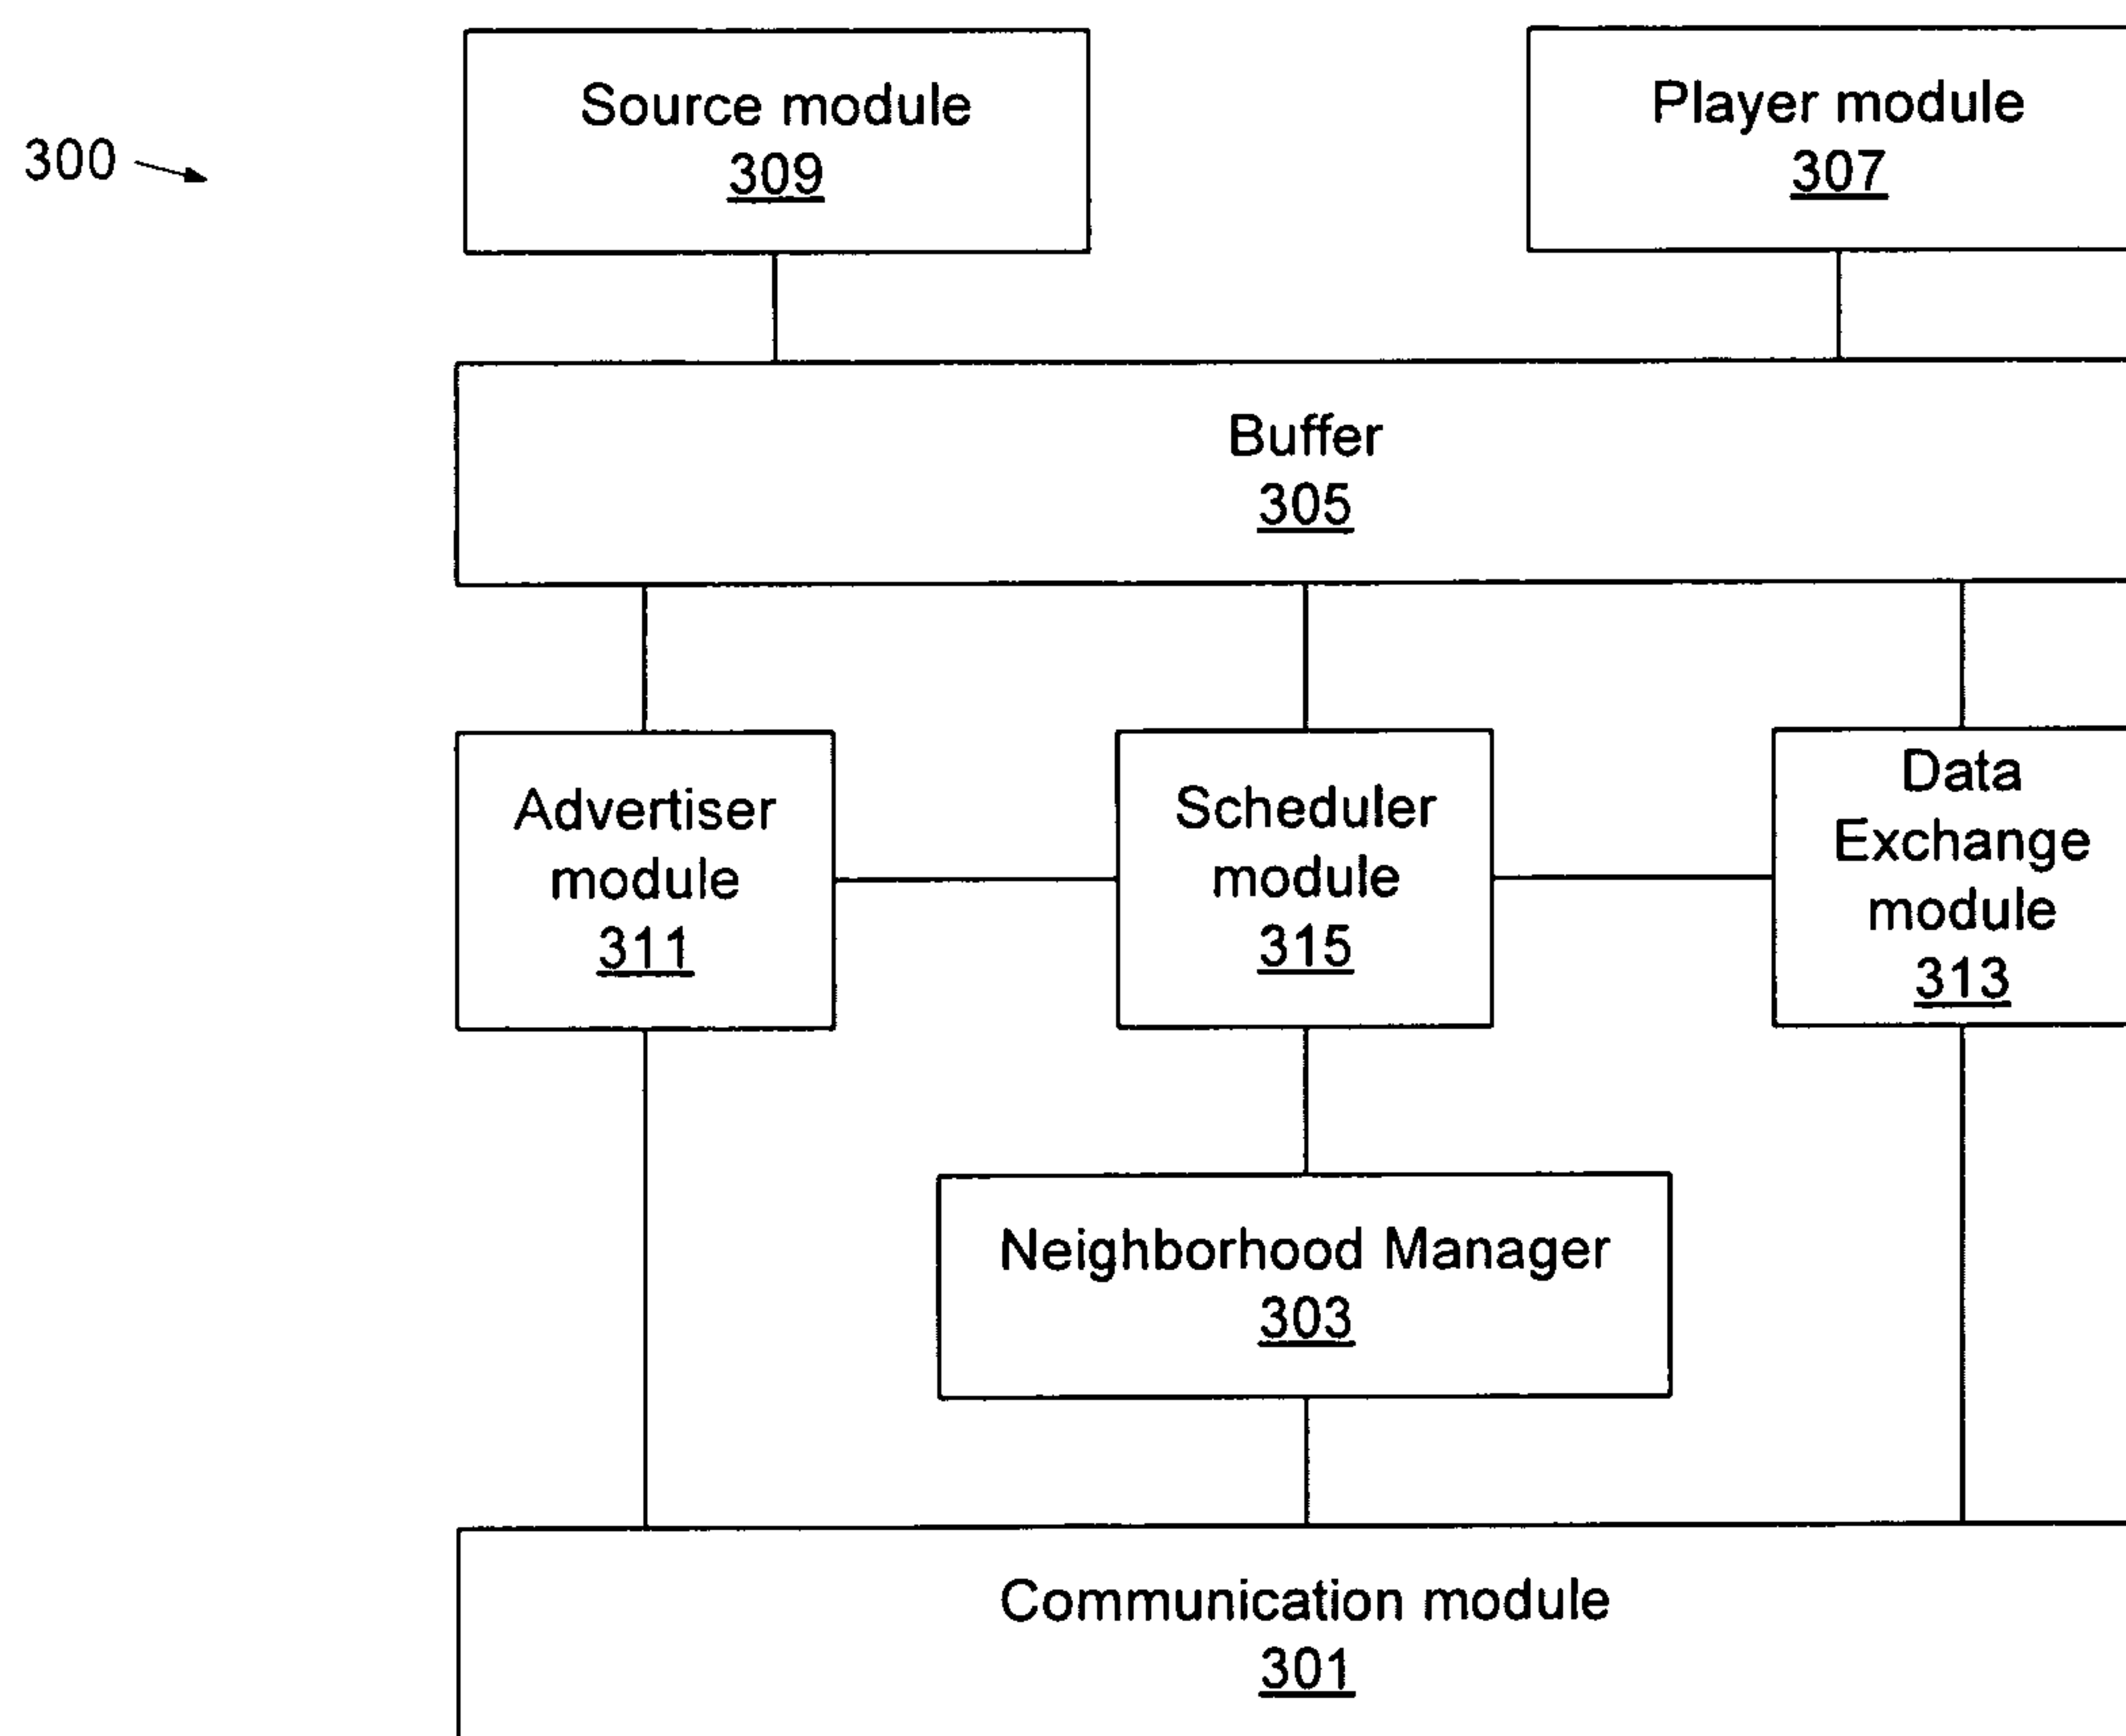 Source module
309
Player module
307
300
Buffer
305
Advertiser
module
311
Scheduler
module
315
Data
Exchange
module
313
Neighborhood Manager
303
Communication module
301